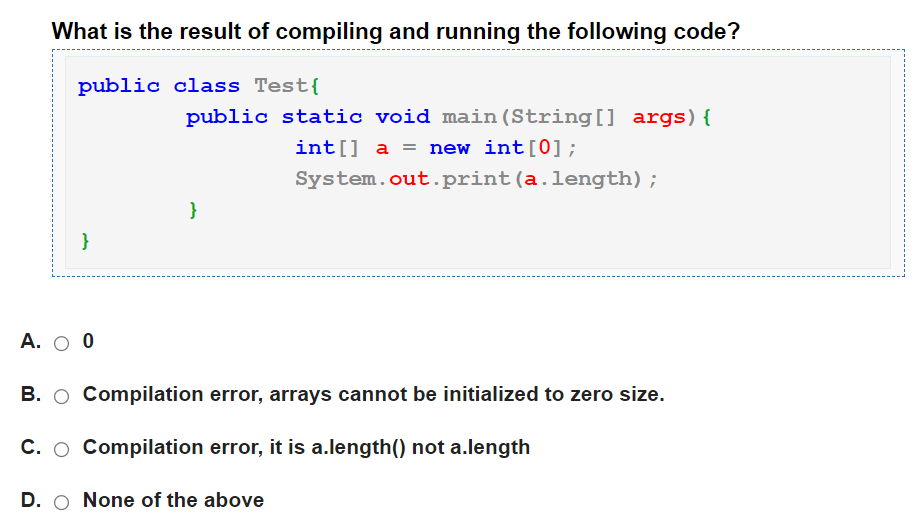 What is the result of compiling and running the following code?
public class Test{
public static void main(String[] args){
int[] a = new int[0];
System.out.print(a.length);
}
}
A. 0
B. Compilation error, arrays cannot be initialized to zero size.
C. Compilation error, it is a.length() not a.length
D. None of the above